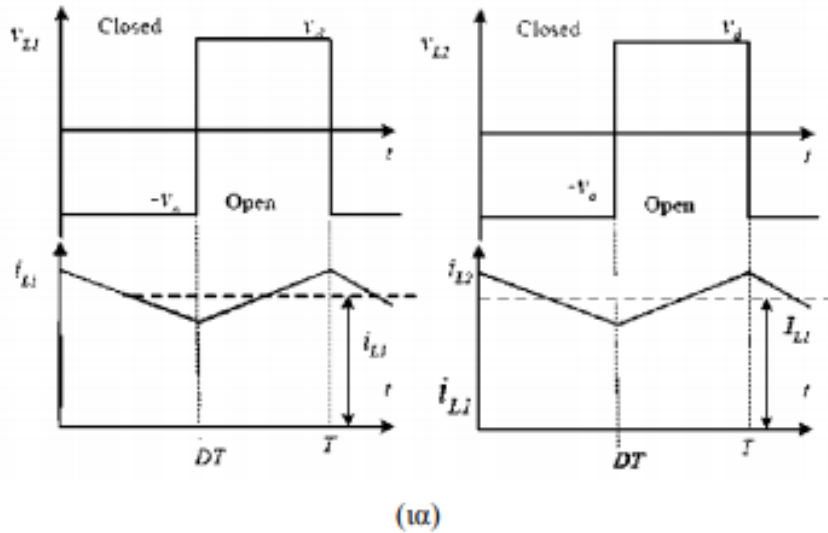 Closed
v_d
v_L1
t
-v_o Open
i_L1
i_L1
t
DT T
Closed
v_d
v_L2
t
-v_o
Open
i_L2
I_L1
i_L1
t
DT T
(ια)